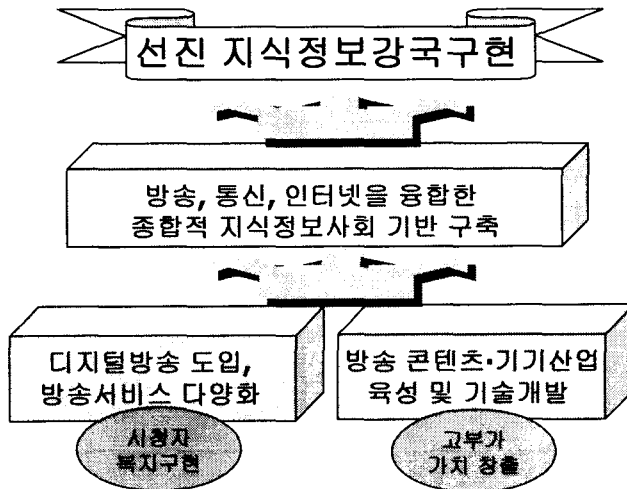 선진 지식정보강국구현
방송, 통신, 인터넷을 융합한
종합적 지식정보사회 기반 구축
디지털방송 도입,
방송서비스 다양화
방송 콘텐츠·기기산업
육성 및 기술개발
시청자
복지구현
고부가
가치 창출